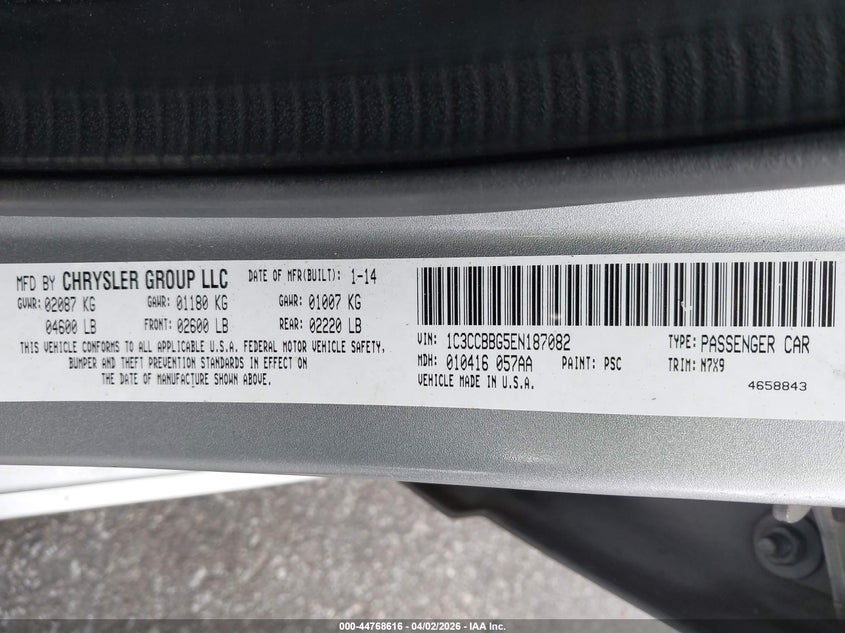 MFD BY CHRYSLER GROUP LLC DATE OF MFR(BUILT): 1-14
GVWR: 02087 KG GAWR: 01180 KG GAWR: 01007 KG
04600 LB FRONT: 02600 LB REAR: 02220 LB
THIS VEHICLE CONFORMS TO ALL APPLICABLE U.S.A. FEDERAL MOTOR VEHICLE SAFETY,
BUMPER AND THEFT PREVENTION STANDARDS IN EFFECT ON
THE DATE OF MANUFACTURE SHOWN ABOVE.
VIN: 1C3CCBBG5EN187082 TYPE: PASSENGER CAR
MDH: 010416 057AA PAINT: PSC TRIM: N7X9
VEHICLE MADE IN U.S.A. 4658843
000-44768616 - 04/02/2026 - IAA Inc.